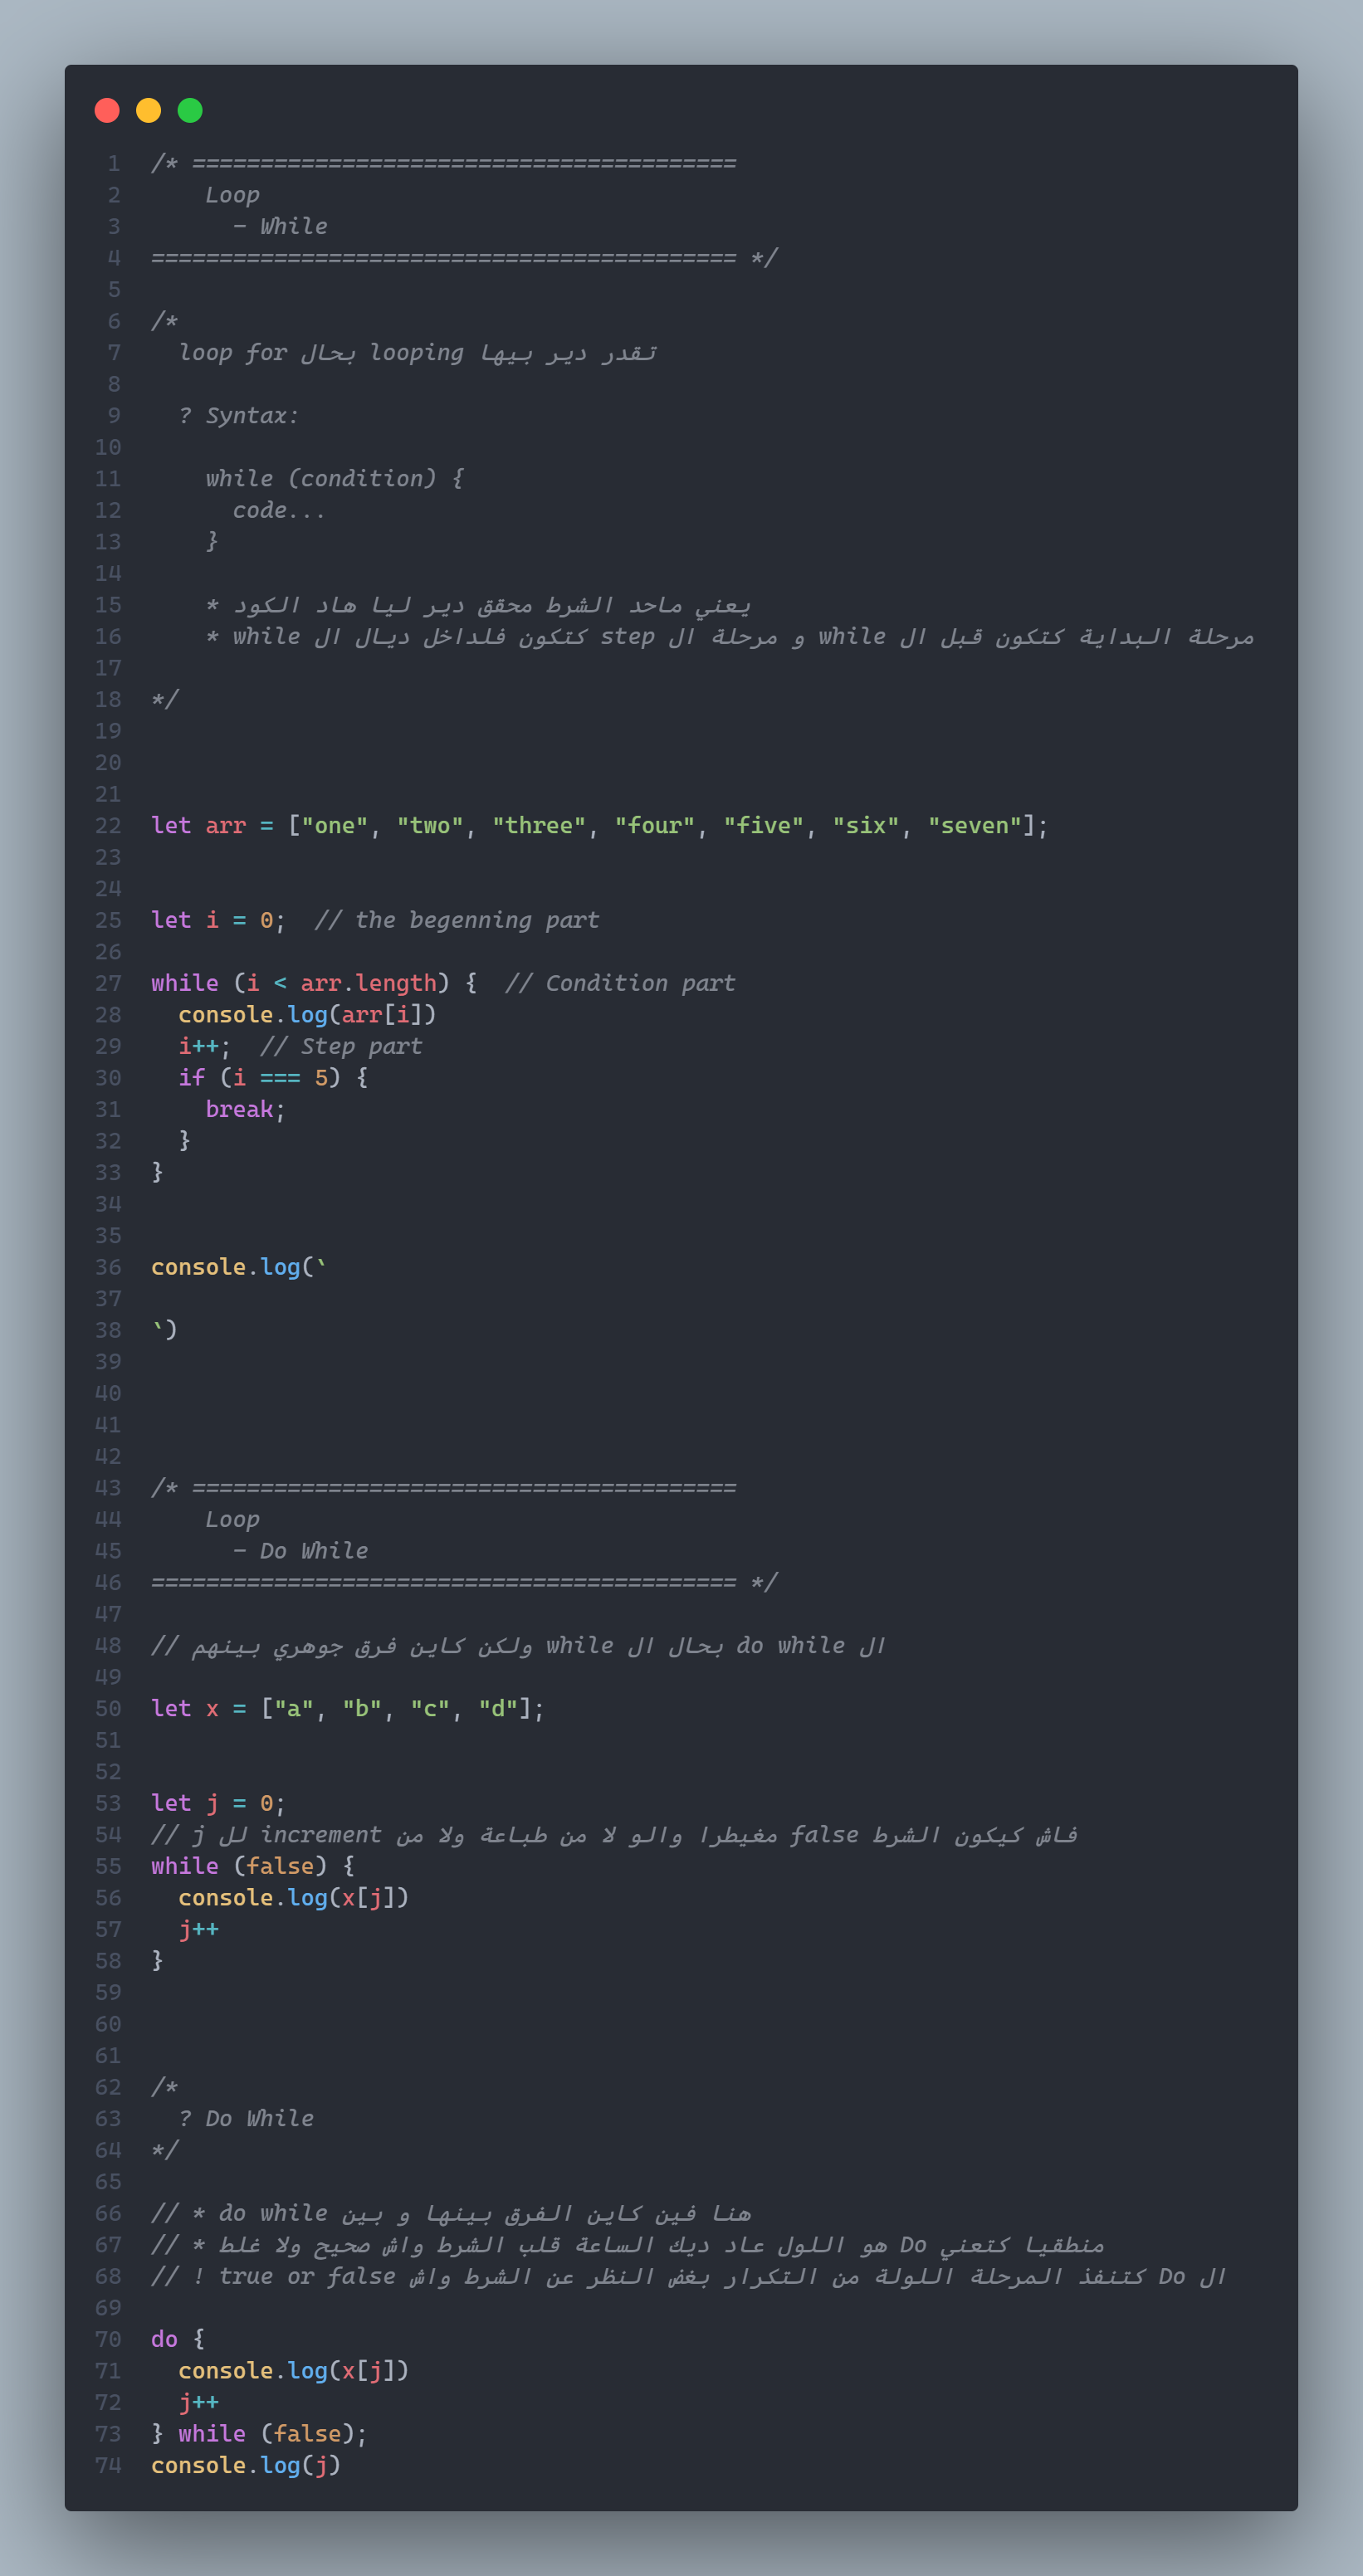 1 /* ========================================
2 Loop
3 - While
4 =========================================== */
5
6 /*
7 تقدر دير بيها looping بحال loop for
8
9 ? Syntax:
10
11 while (condition) {
12 code...
13 }
14
15 * يعني ماحد الشرط محقق دير ليا هاد الكود
16 * مرحلة البداية كتكون قبل ال while و مرحلة ال step كتكون فلداخل ديال ال while
17
18 */
19
20
21
22 let arr = ["one", "two", "three", "four", "five", "six", "seven"];
23
24
25 let i = 0;  // the begenning part
26
27 while (i < arr.length) {  // Condition part
28 console.log(arr[i])
29 i++;  // Step part
30 if (i === 5) {
31 break;
32 }
33 }
34
35
36 console.log(`
37
38 `)
39
40
41
42
43 /* ========================================
44 Loop
45 - Do While
46 =========================================== */
47
48 // ال do while بحال ال while ولكن كاين فرق جوهري بينهم
49
50 let x = ["a", "b", "c", "d"];
51
52
53 let j = 0;
54 // فاش كيكون الشرط false مغيطرا والو لا من طباعة ولا من increment لل j
55 while (false) {
56 console.log(x[j])
57 j++
58 }
59
60
61
62 /*
63 ? Do While
64 */
65
66 // * هنا فين كاين الفرق بينها و بين do while
67 // * منطقيا كتعني Do هو اللول عاد ديك الساعة قلب الشرط واش صحيح ولا غلط
68 // ! ال Do كتنفذ المرحلة اللولة من التكرار بغض النظر عن الشرط واش true or false
69
70 do {
71 console.log(x[j])
72 j++
73 } while (false);
74 console.log(j)